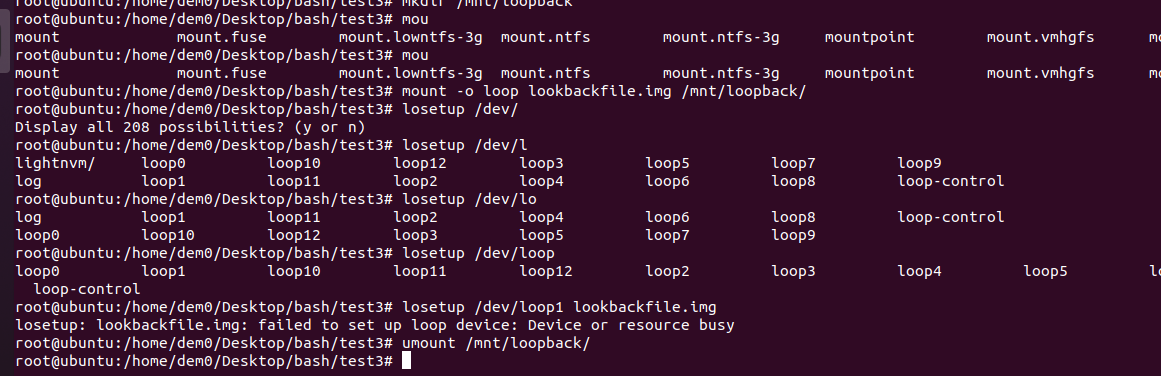 root@ubuntu:/home/dem0/Desktop/bash/test3# mkdir /mnt/loopback
root@ubuntu:/home/dem0/Desktop/bash/test3# mou
mount mount.fuse mount.lowntfs-3g mount.ntfs mount.ntfs-3g mountpoint mount.vmhgfs
root@ubuntu:/home/dem0/Desktop/bash/test3# mou
mount mount.fuse mount.lowntfs-3g mount.ntfs mount.ntfs-3g mountpoint mount.vmhgfs
root@ubuntu:/home/dem0/Desktop/bash/test3# mount -o loop lookbackfile.img /mnt/loopback/
root@ubuntu:/home/dem0/Desktop/bash/test3# losetup /dev/
Display all 208 possibilities? (y or n)
root@ubuntu:/home/dem0/Desktop/bash/test3# losetup /dev/l
lightnvm/ loop0 loop10 loop12 loop3 loop5 loop7 loop9
log loop1 loop11 loop2 loop4 loop6 loop8 loop-control
root@ubuntu:/home/dem0/Desktop/bash/test3# losetup /dev/lo
log loop1 loop11 loop2 loop4 loop6 loop8 loop-control
loop0 loop10 loop12 loop3 loop5 loop7 loop9
root@ubuntu:/home/dem0/Desktop/bash/test3# losetup /dev/loop
loop0 loop1 loop10 loop11 loop12 loop2 loop3 loop4 loop5
loop-control
root@ubuntu:/home/dem0/Desktop/bash/test3# losetup /dev/loop1 lookbackfile.img
losetup: lookbackfile.img: failed to set up loop device: Device or resource busy
root@ubuntu:/home/dem0/Desktop/bash/test3# umount /mnt/loopback/
root@ubuntu:/home/dem0/Desktop/bash/test3#